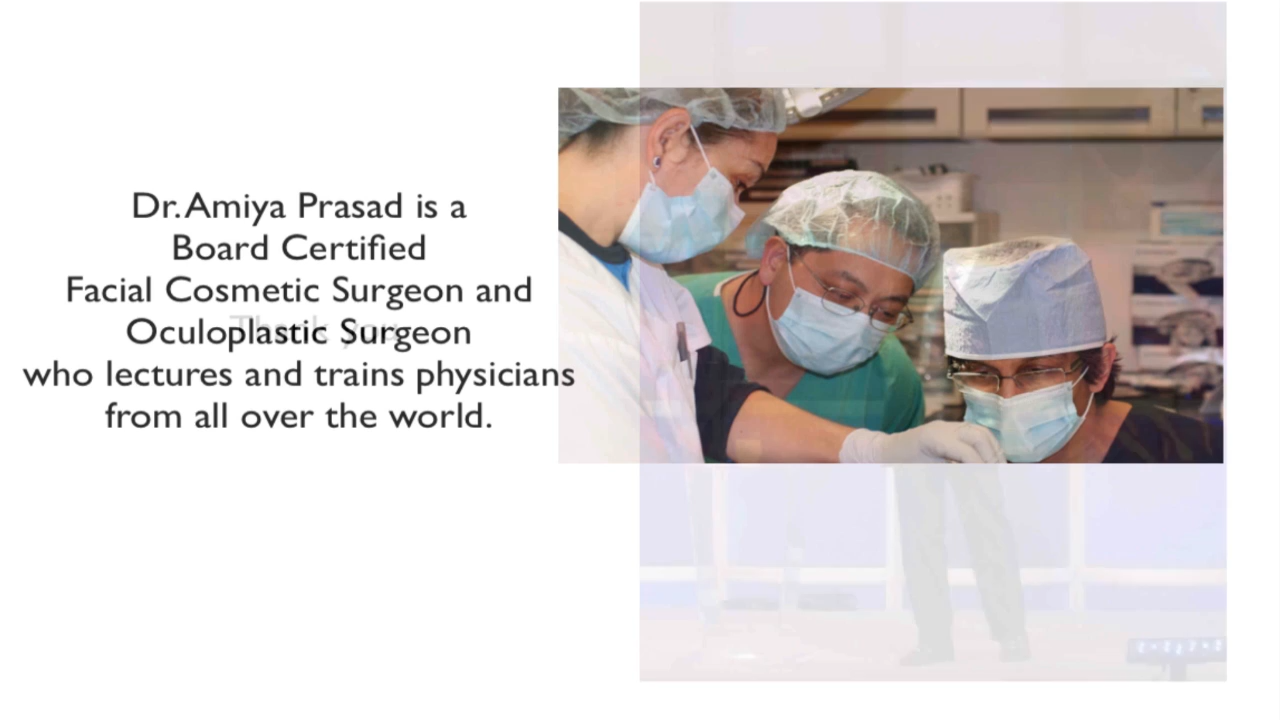 Dr. Amiya Prasad is a
Board Certified
Facial Cosmetic Surgeon and
Oculoplastic Surgeon
who lectures and trains physicians
from all over the world.